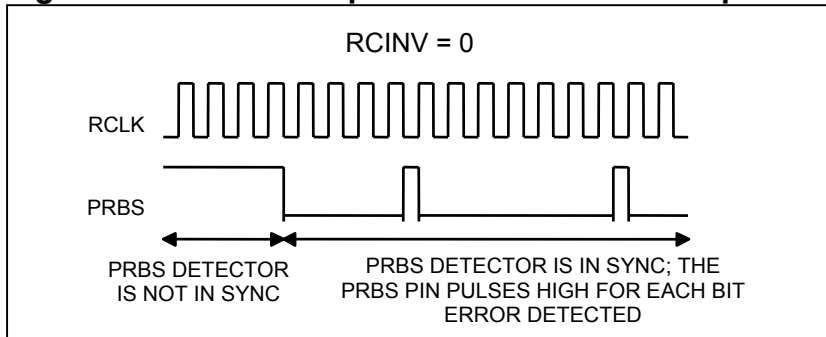 RCINV = 0
RCLK
PRBS
PRBS DETECTOR
IS NOT IN SYNC
PRBS DETECTOR IS IN SYNC; THE
PRBS PIN PULSES HIGH FOR EACH BIT
ERROR DETECTED